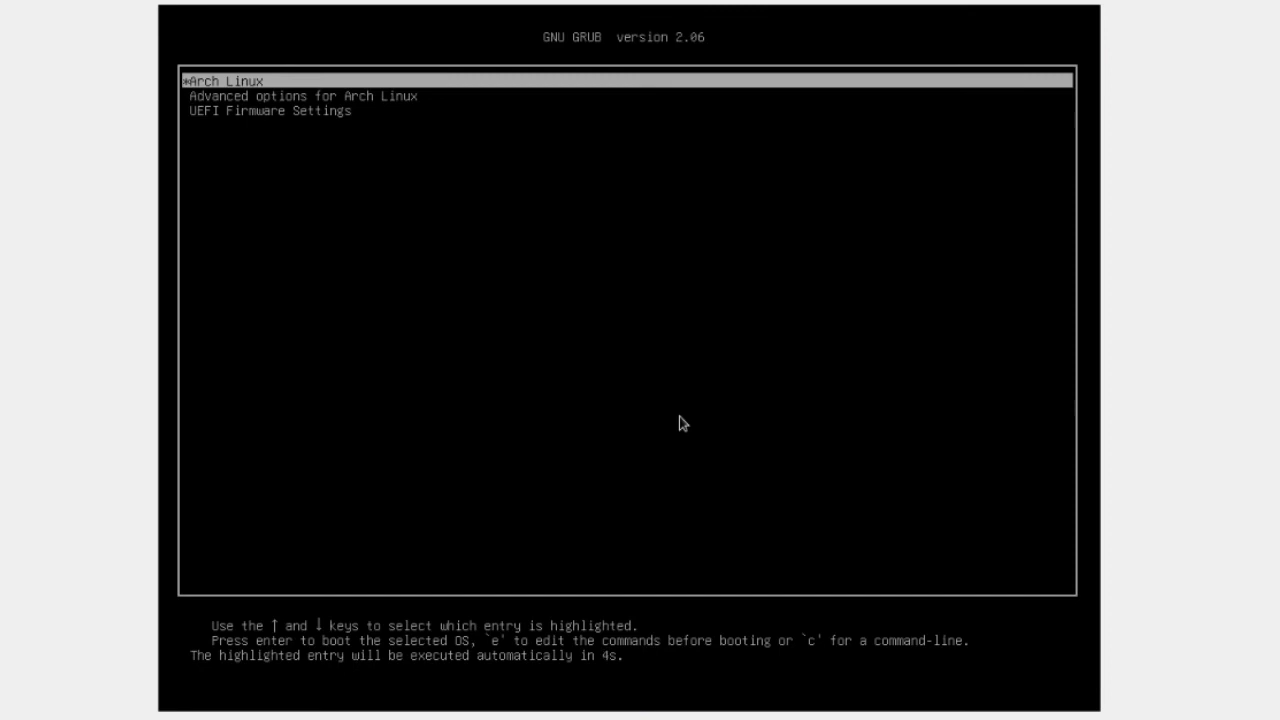 GNU GRUB  version 2.06
*Arch Linux
Advanced options for Arch Linux
UEFI Firmware Settings
Use the ↑ and ↓ keys to select which entry is highlighted.
Press enter to boot the selected OS, `e' to edit the commands before booting or `c' for a command-line.
The highlighted entry will be executed automatically in 4s.